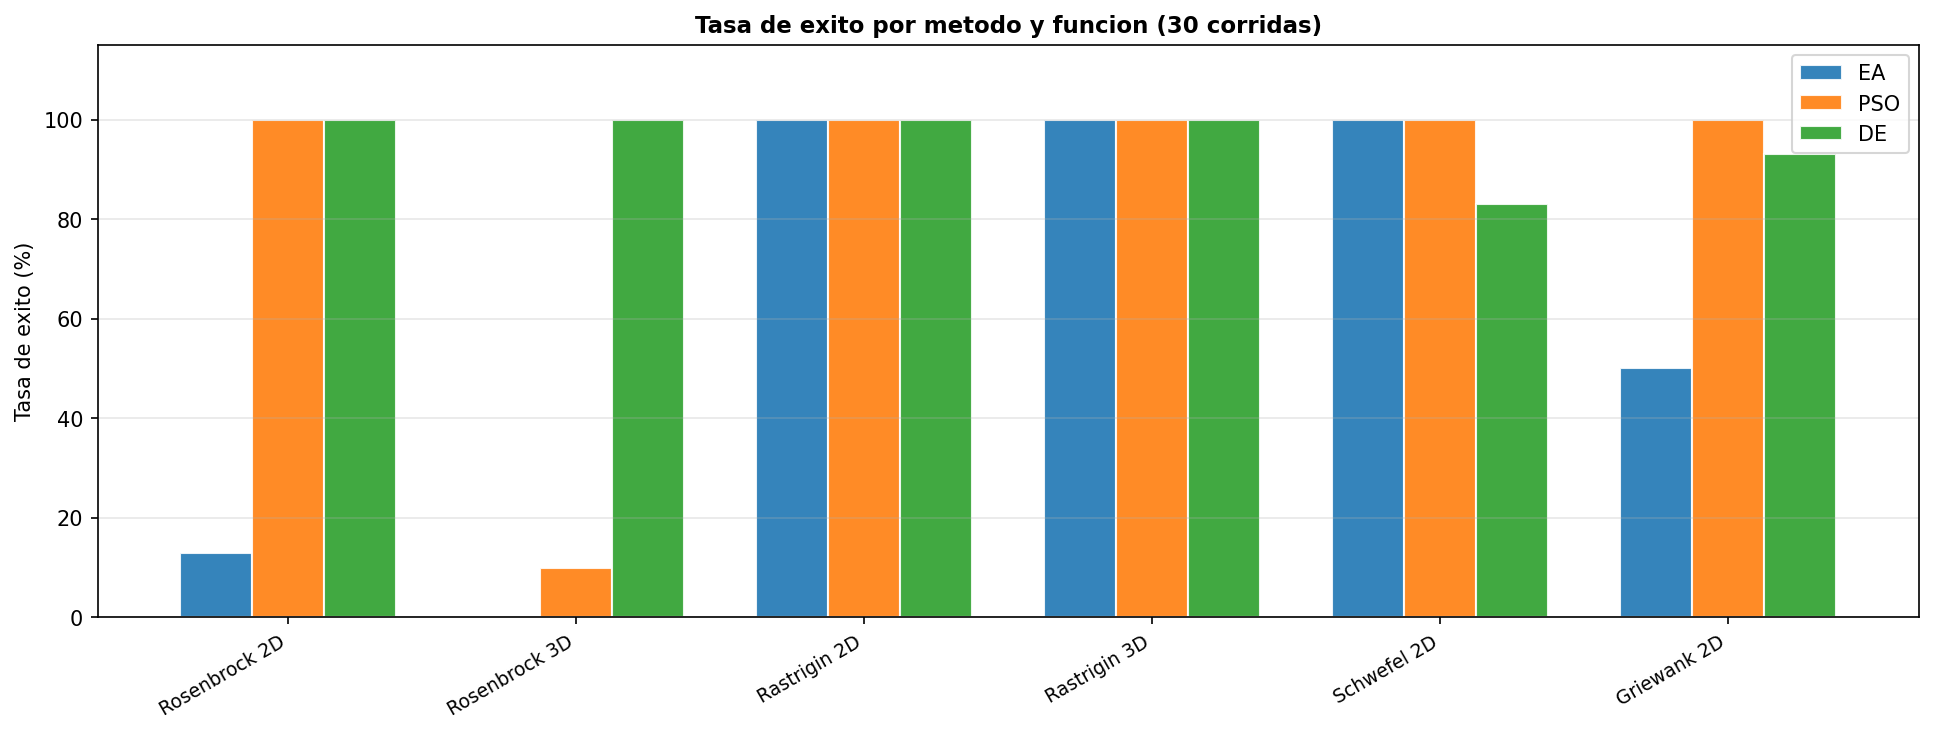 Tasa de exito por metodo y funcion (30 corridas)
EA
PSO
DE
Tasa de exito (%)
100
80
60
40
20
0
Rosenbrock 2D
Rosenbrock 3D
Rastrigin 2D
Rastrigin 3D
Schwefel 2D
Griewank 2D